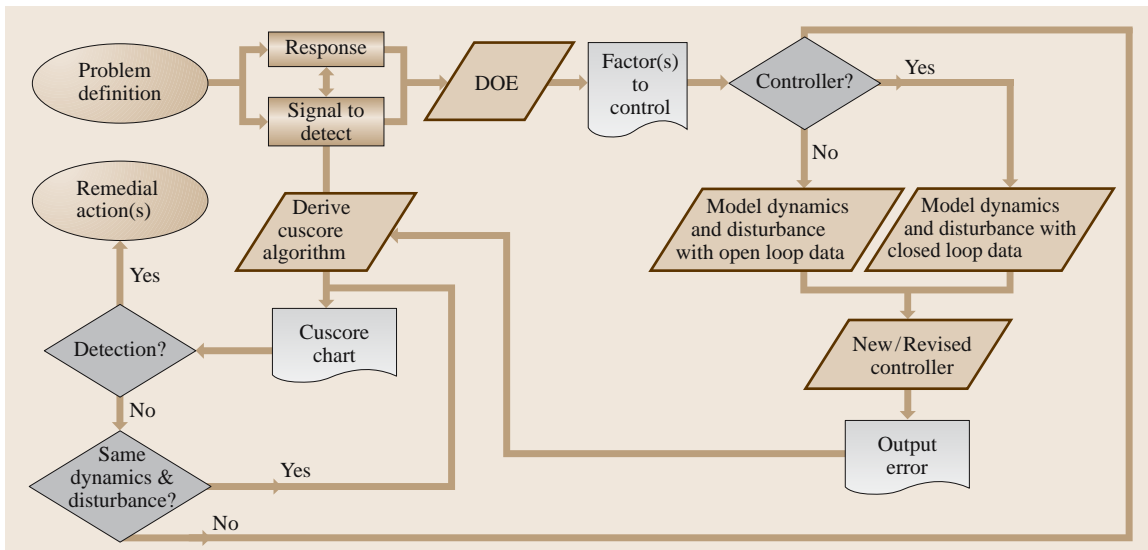 Problem
definition
Response
Signal to
detect
DOE
Factor(s)
to
control
Controller?
Yes
No
Model dynamics
and disturbance
with open loop data
Model dynamics
and disturbance with
closed loop data
New/Revised
controller
Output
error
Derive
cuscore
algorithm
Cuscore
chart
Remedial
action(s)
Yes
Detection?
No
Same
dynamics &
disturbance?
Yes
No